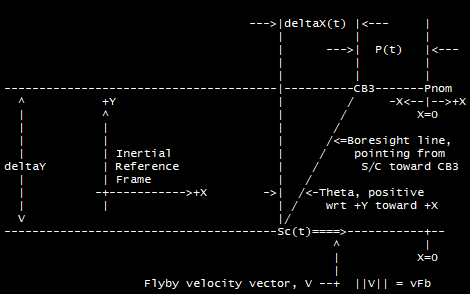 --->|deltaX(t) |<---      |
|          |         |
|    --->|   P(t)  |<---
|          |         |
|          |         |
-------------------------------------|----------CB3-------Pnom
^          +Y                        |         /     -X<--|-->+X
|          ^                         |        /          X=0
|          |                         |       /
|          |                         |      /<=Boresight line,
|          | Inertial                |     /    pointing from
deltaY     | Reference               |    /       S/C toward CB3
|          | Frame                   |   /
|         -+----------->+X         ->|  /<-Theta, positive
|          |                         | /    wrt +Y toward +X
V                                    |/
-------------------------------------Sc(t)====>-----------+--
^           |
|          X=0
|
Flyby velocity vector, V --+  ||V|| = vFb